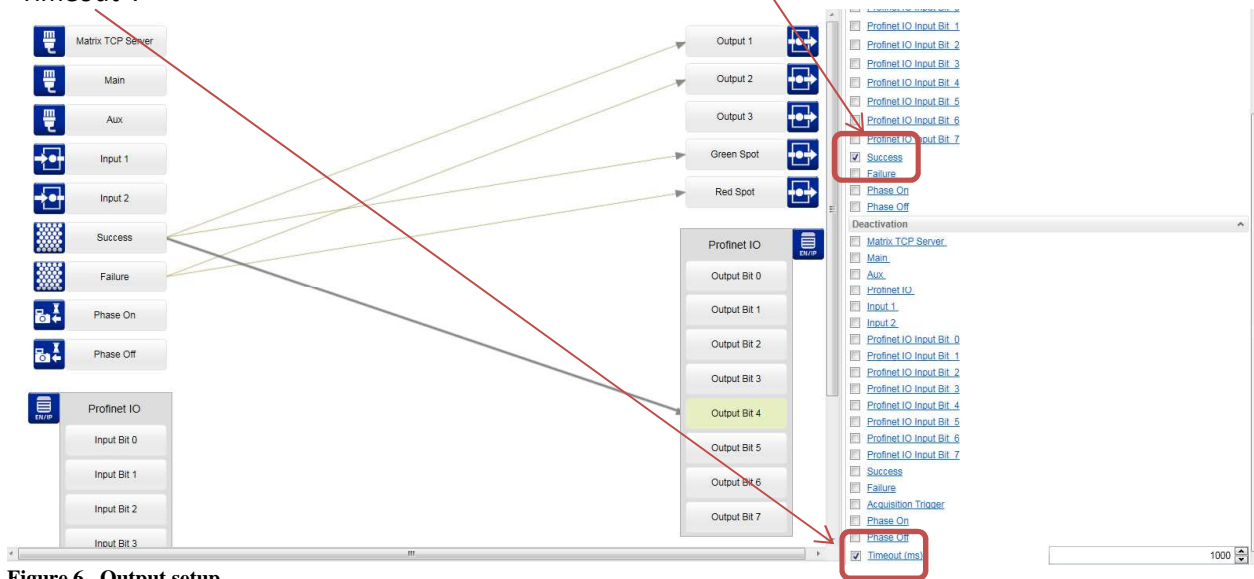 Matrix TCP Server
Main
Aux
Input 1
Input 2
Success
Failure
Phase On
Phase Off
EN/IP
Profinet IO
Input Bit 0
Input Bit 1
Input Bit 2
Input Bit 3
Output 1
Output 2
Output 3
Green Spot
Red Spot
Profinet IO
EN/IP
Output Bit 0
Output Bit 1
Output Bit 2
Output Bit 3
Output Bit 4
Output Bit 5
Output Bit 6
Output Bit 7
Profinet IO Input Bit 1
Profinet IO Input Bit 2
Profinet IO Input Bit 3
Profinet IO Input Bit 4
Profinet IO Input Bit 5
Profinet IO Input Bit 6
Profinet IO Input Bit 7
Success
Failure
Phase On
Phase Off
Deactivation
Matrix TCP Server
Main
Aux
Profinet IO
Input 1
Input 2
Profinet IO Input Bit 0
Profinet IO Input Bit 1
Profinet IO Input Bit 2
Profinet IO Input Bit 3
Profinet IO Input Bit 4
Profinet IO Input Bit 5
Profinet IO Input Bit 6
Profinet IO Input Bit 7
Success
Failure
Acquisition Trigger
Phase On
Phase Off
Timeout (ms) 1000
Figure 6 Output setup